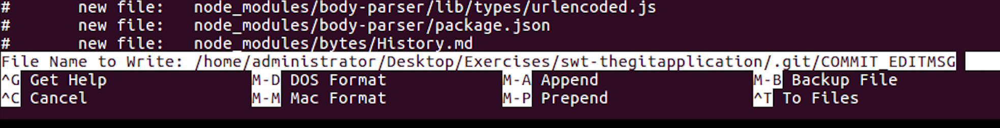 # new file: node_modules/body-parser/lib/types/urlencoded.js
# new file: node_modules/body-parser/package.json
# new file: node_modules/bytes/History.md
File Name to Write: /home/administrator/Desktop/Exercises/swt-thegitapplication/.git/COMMIT_EDITMSG
^G Get Help M-D DOS Format M-A Append M-B Backup File
^C Cancel M-M Mac Format M-P Prepend ^T To Files